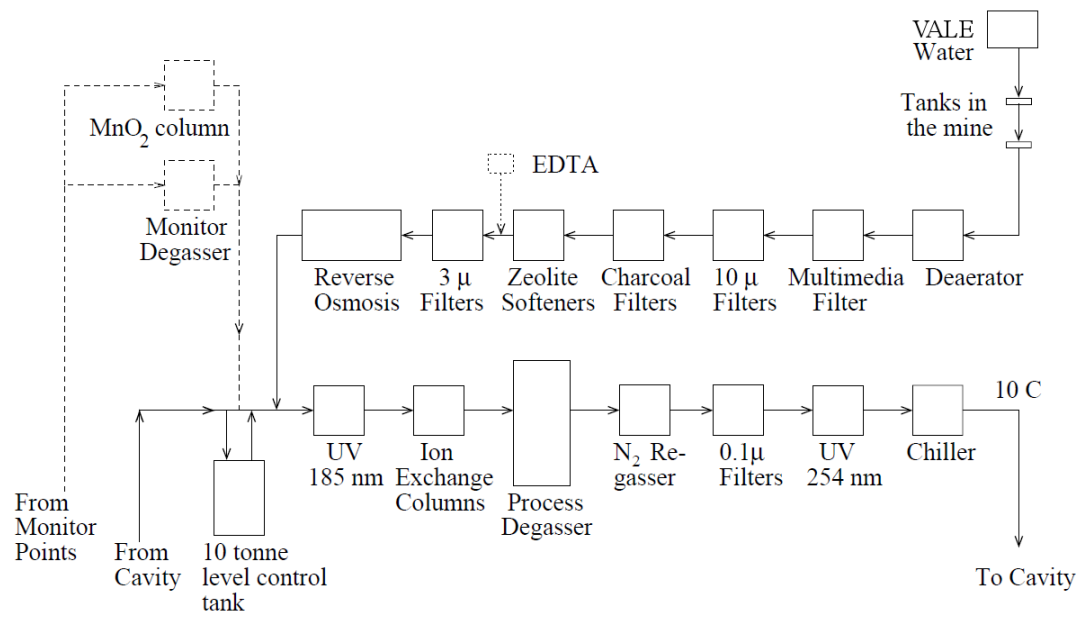 VALE
Water
Tanks in
the mine
MnO2 column
EDTA
Monitor
Degasser
Reverse
Osmosis
3 μ
Filters
Zeolite
Softeners
Charcoal
Filters
10 μ
Filters
Multimedia
Filter
Deaerator
10 C
UV
185 nm
Ion
Exchange
Columns
Process
Degasser
N2 Re-
gasser
0.1μ
Filters
UV
254 nm
Chiller
From
Monitor
Points
From
Cavity
10 tonne
level control
tank
To Cavity